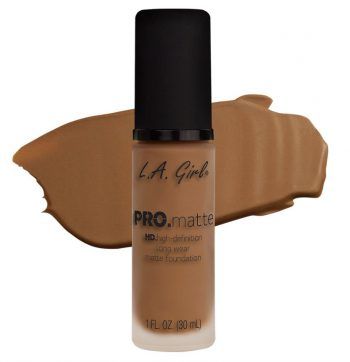 L.A. Girl®
PRO.matte
HD.high-definition
long wear
matte foundation
1 FL OZ (30 mL)